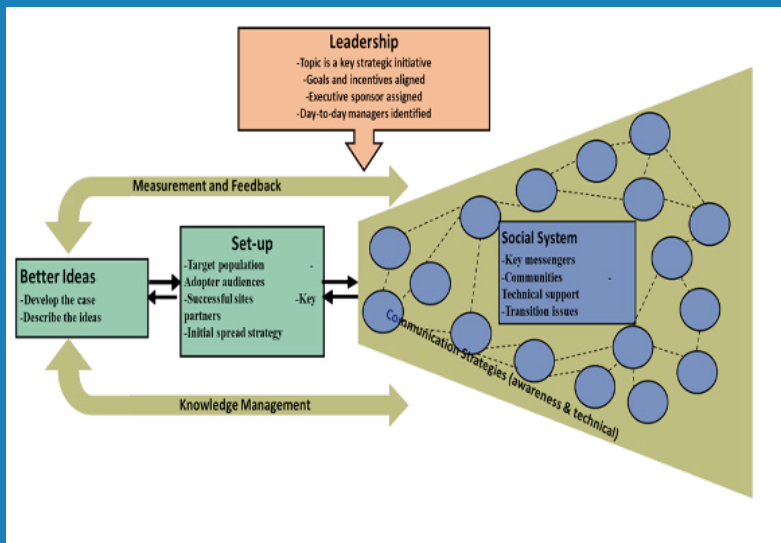 Leadership
-Topic is a key strategic initiative
-Goals and incentives aligned
-Executive sponsor assigned
-Day-to-day managers identified
Measurement and Feedback
Better Ideas
-Develop the case
-Describe the ideas
Set-up
-Target population -
Adopter audiences
-Successful sites -Key
partners
-Initial spread strategy
Social System
-Key messengers
-Communities -
Technical support
-Transition issues
Communication Strategies (awareness & technical)
Knowledge Management